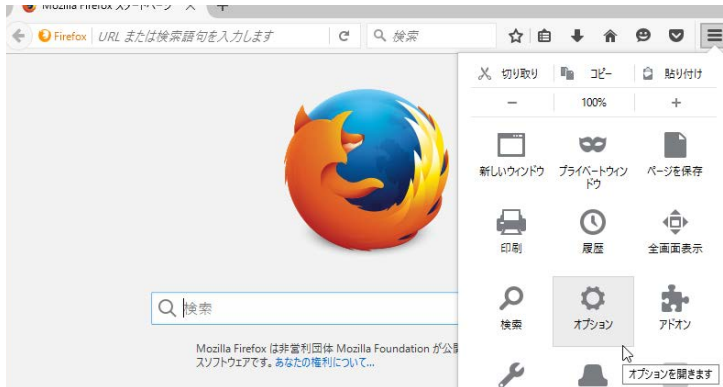 Mozilla Firefox スタートページ
Firefox URL または検索語句を入力します 検索
切り取り コピー 貼り付け
100%
新しいウィンドウ プライベートウィンドウ ページを保存
印刷 履歴 全画面表示
検索
検索 オプション アドオン
Mozilla Firefox は非営利団体 Mozilla Foundation が公
スソフトウェアです。あなたの権利について...
オプションを開きます